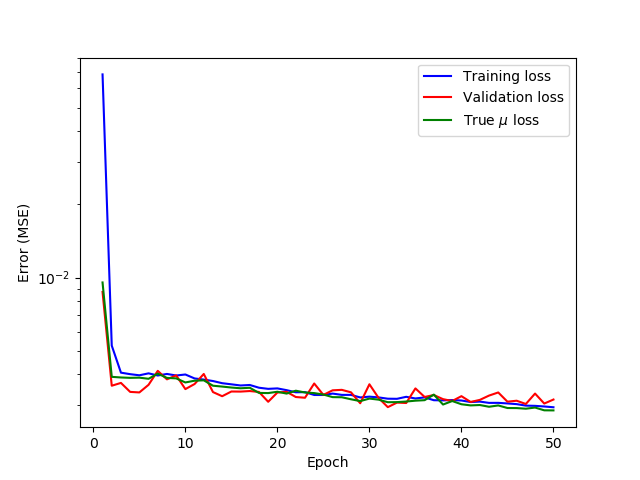 Training loss
Validation loss
True μ loss
Error (MSE)
10⁻²
0 10 20 30 40 50
Epoch